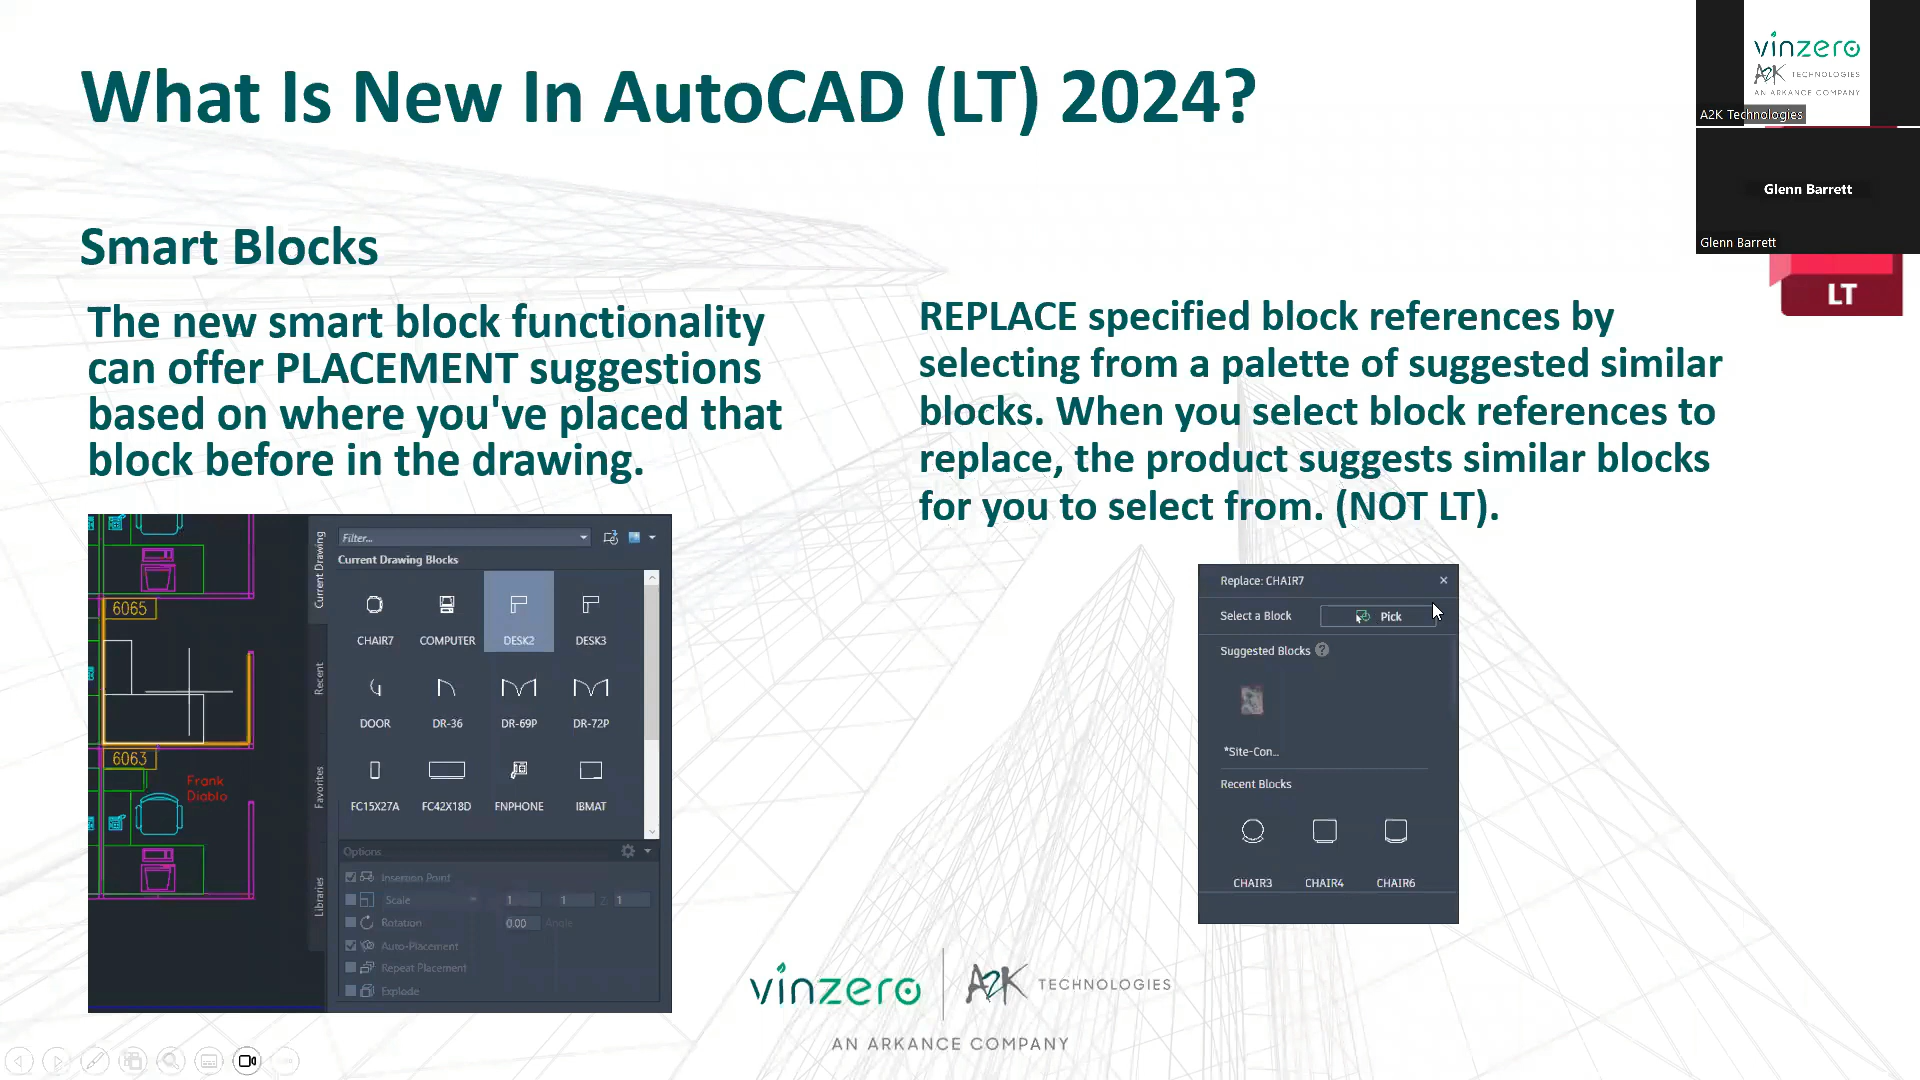 What Is New In AutoCAD (LT) 2024?
vinzero
A2K TECHNOLOGIES
AN ARKANCE COMPANY
A2K Technologies
Glenn Barrett
Glenn Barrett
LT
Smart Blocks
The new smart block functionality
can offer PLACEMENT suggestions
based on where you've placed that
block before in the drawing.
REPLACE specified block references by
selecting from a palette of suggested similar
blocks. When you select block references to
replace, the product suggests similar blocks
for you to select from. (NOT LT).
6065
6063
Frank
Diablo
Current Drawing
Recent
Favorites
Libraries
Filter...
Current Drawing Blocks
CHAIR7 COMPUTER DESK2 DESK3
DOOR DR-36 DR-69P DR-72P
FC15X27A FC42X18D FNPHONE IBMAT
Options
Insertion Point
Scale 1 1 Z 1
Rotation 0.00 Angle
Auto-Placement
Repeat Placement
Explode
Replace: CHAIR7
Select a Block Pick
Suggested Blocks ?
*Site-Con...
Recent Blocks
CHAIR3 CHAIR4 CHAIR6
vinzero A2K TECHNOLOGIES
AN ARKANCE COMPANY